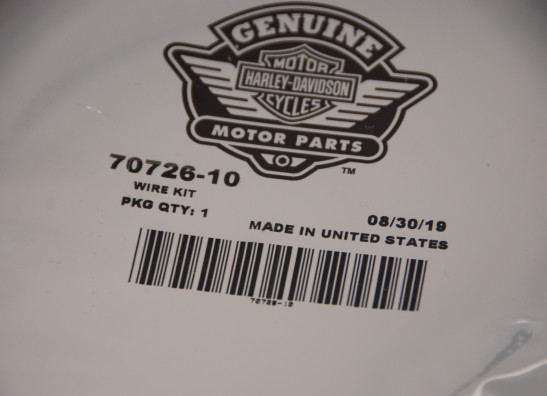 GENUINE
MOTOR
HARLEY-DAVIDSON
CYCLES
MOTOR PARTS
TM
70726-10
WIRE KIT
PKG QTY: 1
08/30/19
MADE IN UNITED STATES
70726-10